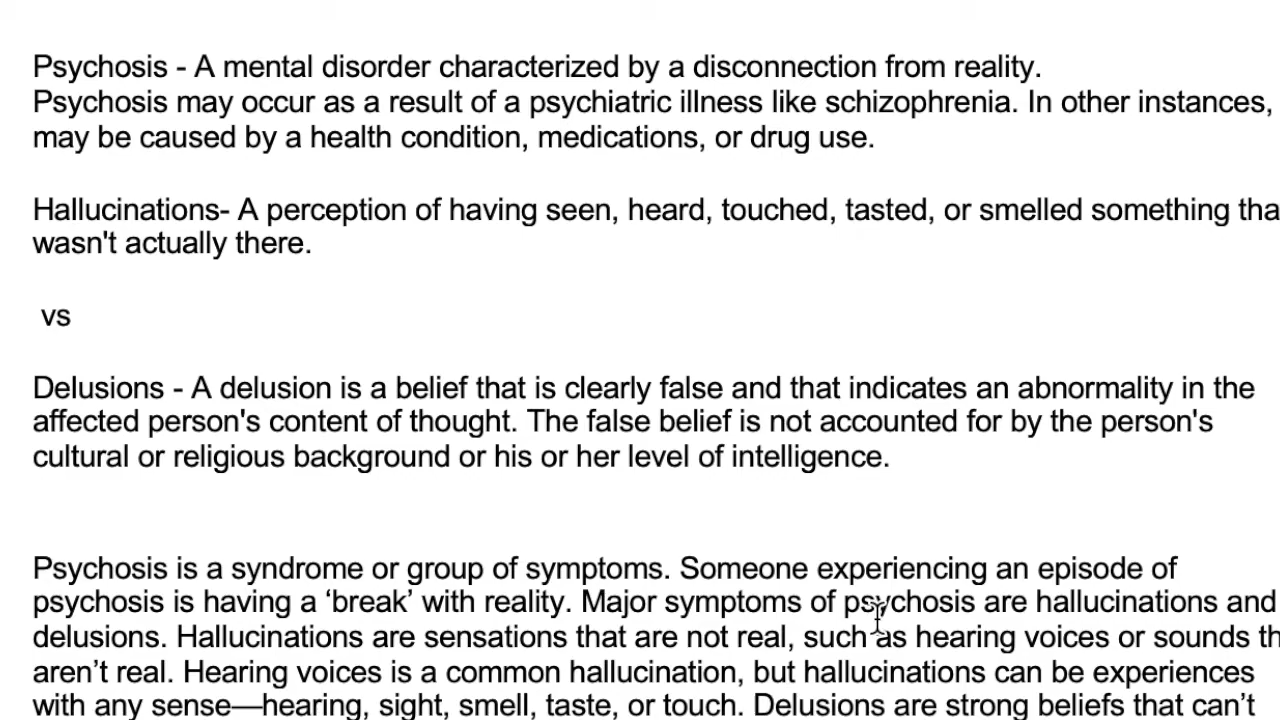 Psychosis - A mental disorder characterized by a disconnection from reality.
Psychosis may occur as a result of a psychiatric illness like schizophrenia. In other instances,
may be caused by a health condition, medications, or drug use.
Hallucinations- A perception of having seen, heard, touched, tasted, or smelled something tha
wasn't actually there.
vs
Delusions - A delusion is a belief that is clearly false and that indicates an abnormality in the
affected person's content of thought. The false belief is not accounted for by the person's
cultural or religious background or his or her level of intelligence.
Psychosis is a syndrome or group of symptoms. Someone experiencing an episode of
psychosis is having a ‘break’ with reality. Major symptoms of psychosis are hallucinations and
delusions. Hallucinations are sensations that are not real, such as hearing voices or sounds th
aren’t real. Hearing voices is a common hallucination, but hallucinations can be experiences
with any sense—hearing, sight, smell, taste, or touch. Delusions are strong beliefs that can’t